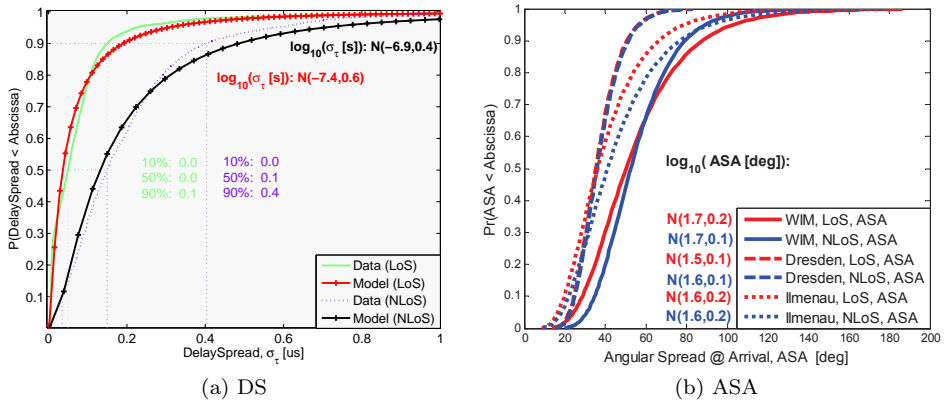 1
0.9
0.8
0.7
0.6
0.5
0.4
0.3
0.2
0.1
P(DelaySpread < Abscissa)
log10(στ [s]): N(−6.9,0.4)
log10(στ [s]): N(−7.4,0.6)
10%: 0.0
50%: 0.0
90%: 0.1
10%: 0.0
50%: 0.1
90%: 0.4
Data (LoS)
Model (LoS)
Data (NLoS)
Model (NLoS)
0 0.2 0.4 0.6 0.8 1
DelaySpread, στ [us]
(a) DS
1
0.9
0.8
0.7
0.6
0.5
0.4
0.3
0.2
0.1
0
Pr(ASA < Abscissa)
log10( ASA [deg]):
N(1.7,0.2) WIM, LoS, ASA
N(1.7,0.1) WIM, NLoS, ASA
N(1.5,0.1) Dresden, LoS, ASA
N(1.6,0.1) Dresden, NLoS, ASA
N(1.6,0.2) Ilmenau, LoS, ASA
N(1.6,0.2) Ilmenau, NLoS, ASA
0 20 40 60 80 100 120 140 160 180 200
Angular Spread @ Arrival, ASA [deg]
(b) ASA